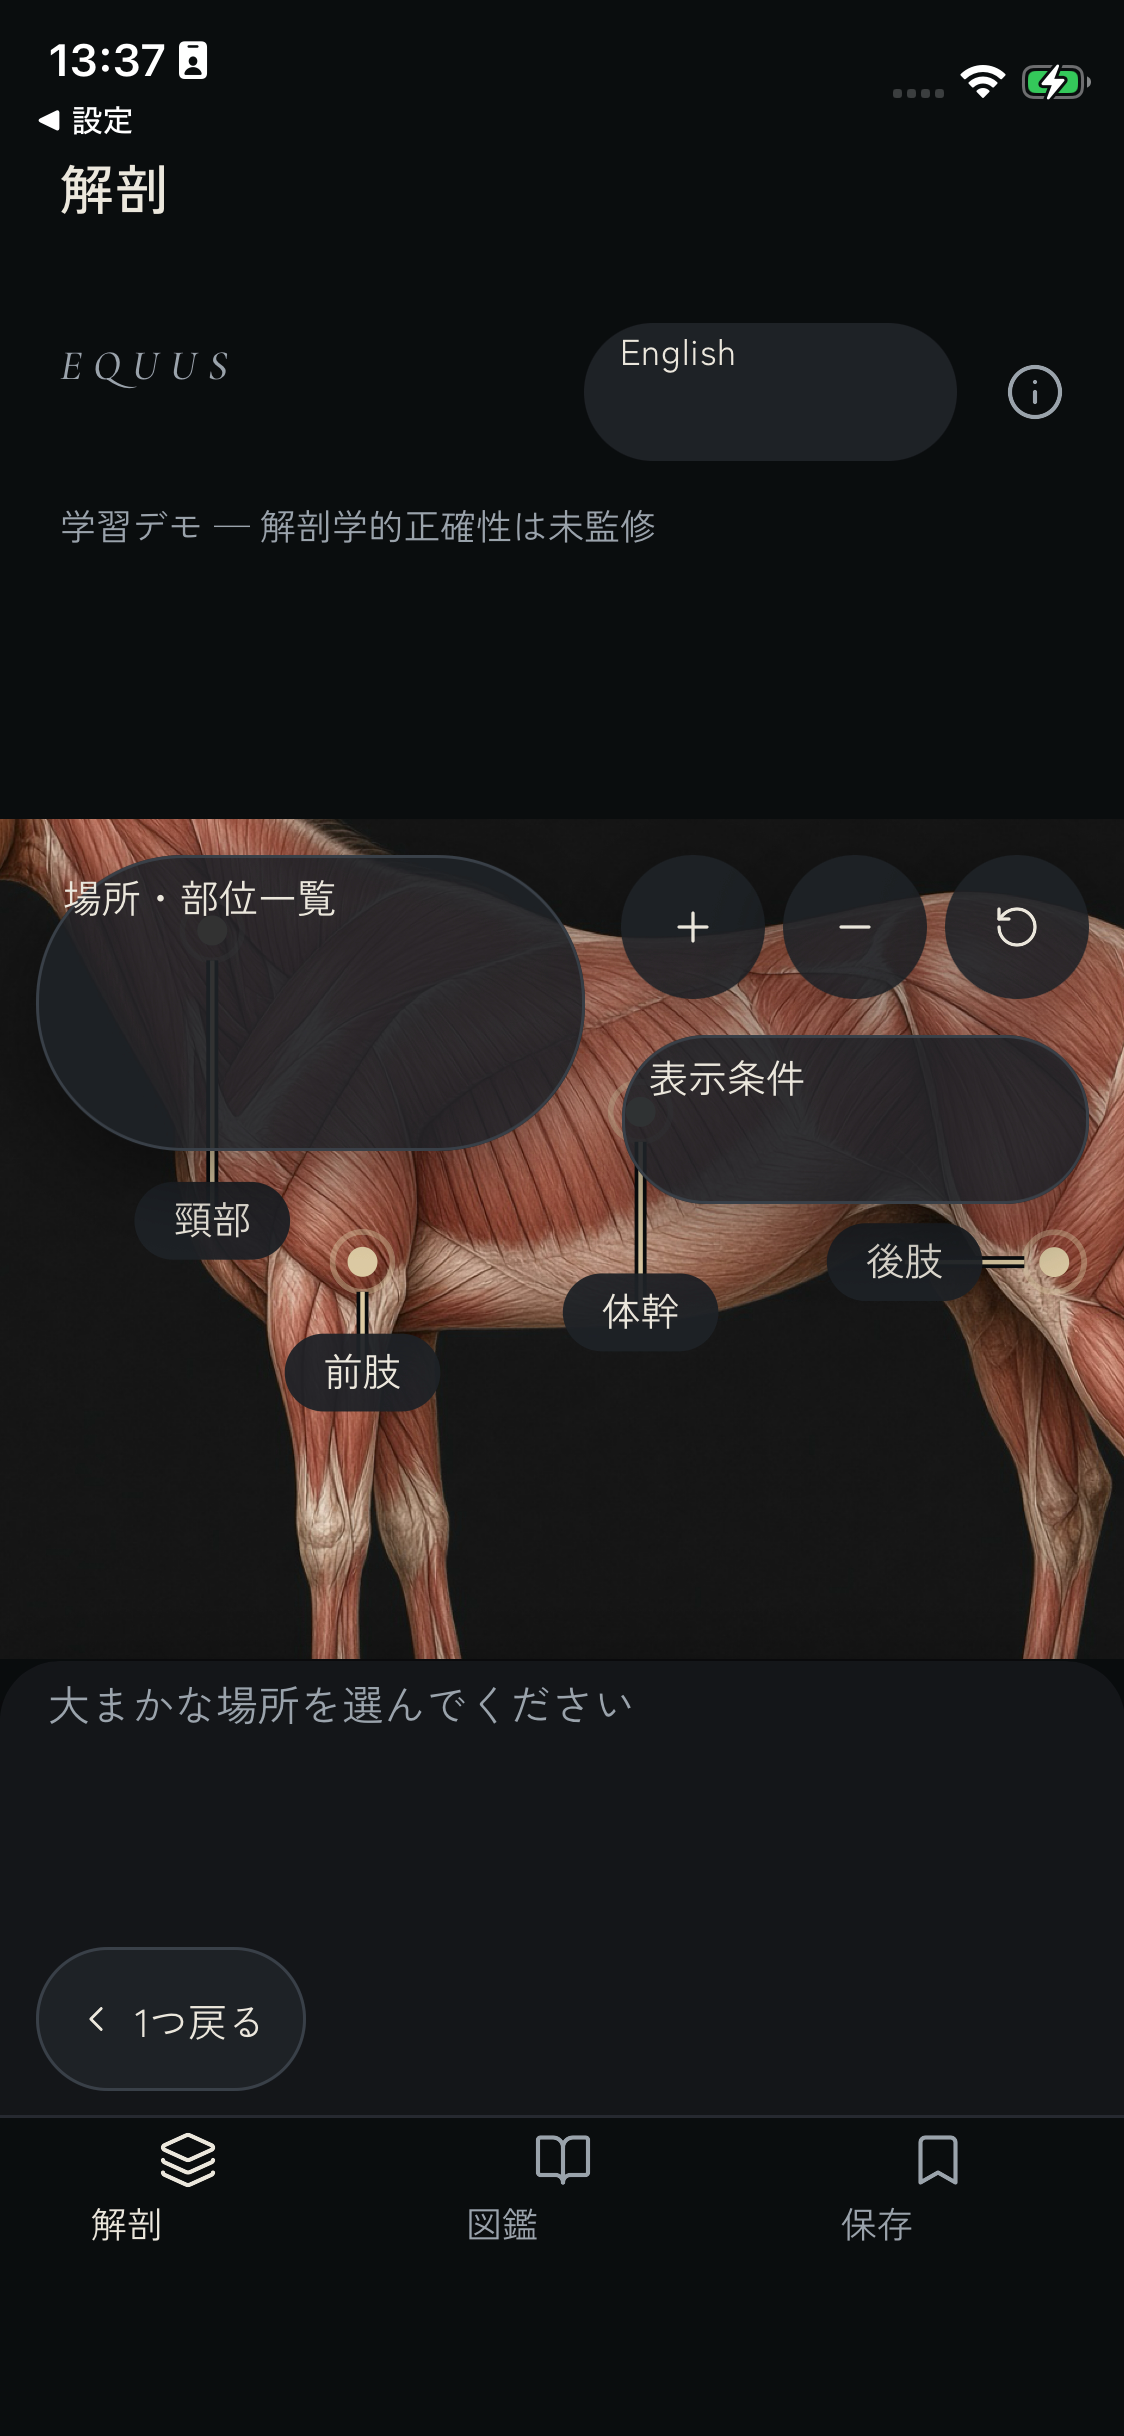 13:37
設定
解剖
EQUUS
English
学習デモ — 解剖学的正確性は未監修
場所・部位一覧
表示条件
頸部
後肢
体幹
前肢
大まかな場所を選んでください
1つ戻る
解剖
図鑑
保存